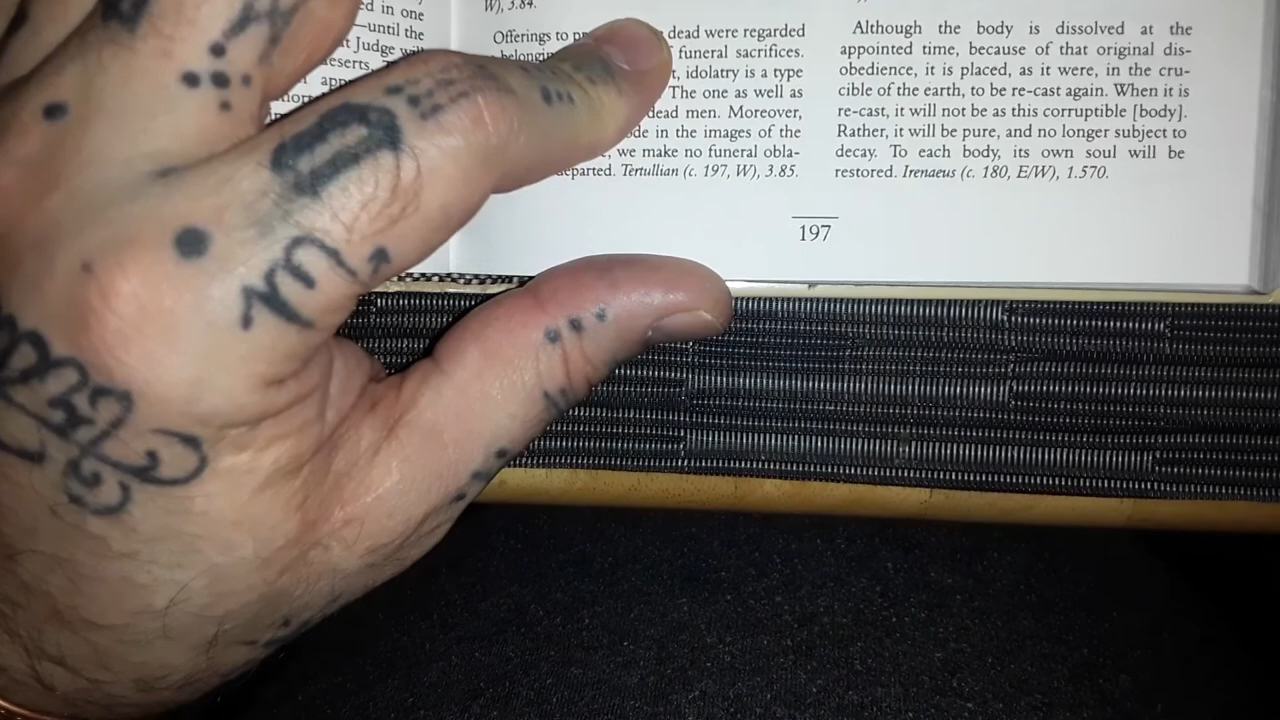 ed in one
—until the
t Judge will
eserts.
W), 3.84.
Offerings to dead were regarded
funeral sacrifices.
t, idolatry is a type
The one as well as
dead men. Moreover,
in the images of the
, we make no funeral obla-
departed. Tertullian (c. 197, W), 3.85.
Although the body is dissolved at the
appointed time, because of that original dis-
obedience, it is placed, as it were, in the cru-
cible of the earth, to be re-cast again. When it is
re-cast, it will not be as this corruptible [body].
Rather, it will be pure, and no longer subject to
decay. To each body, its own soul will be
restored. Irenaeus (c. 180, E/W), 1.570.
197